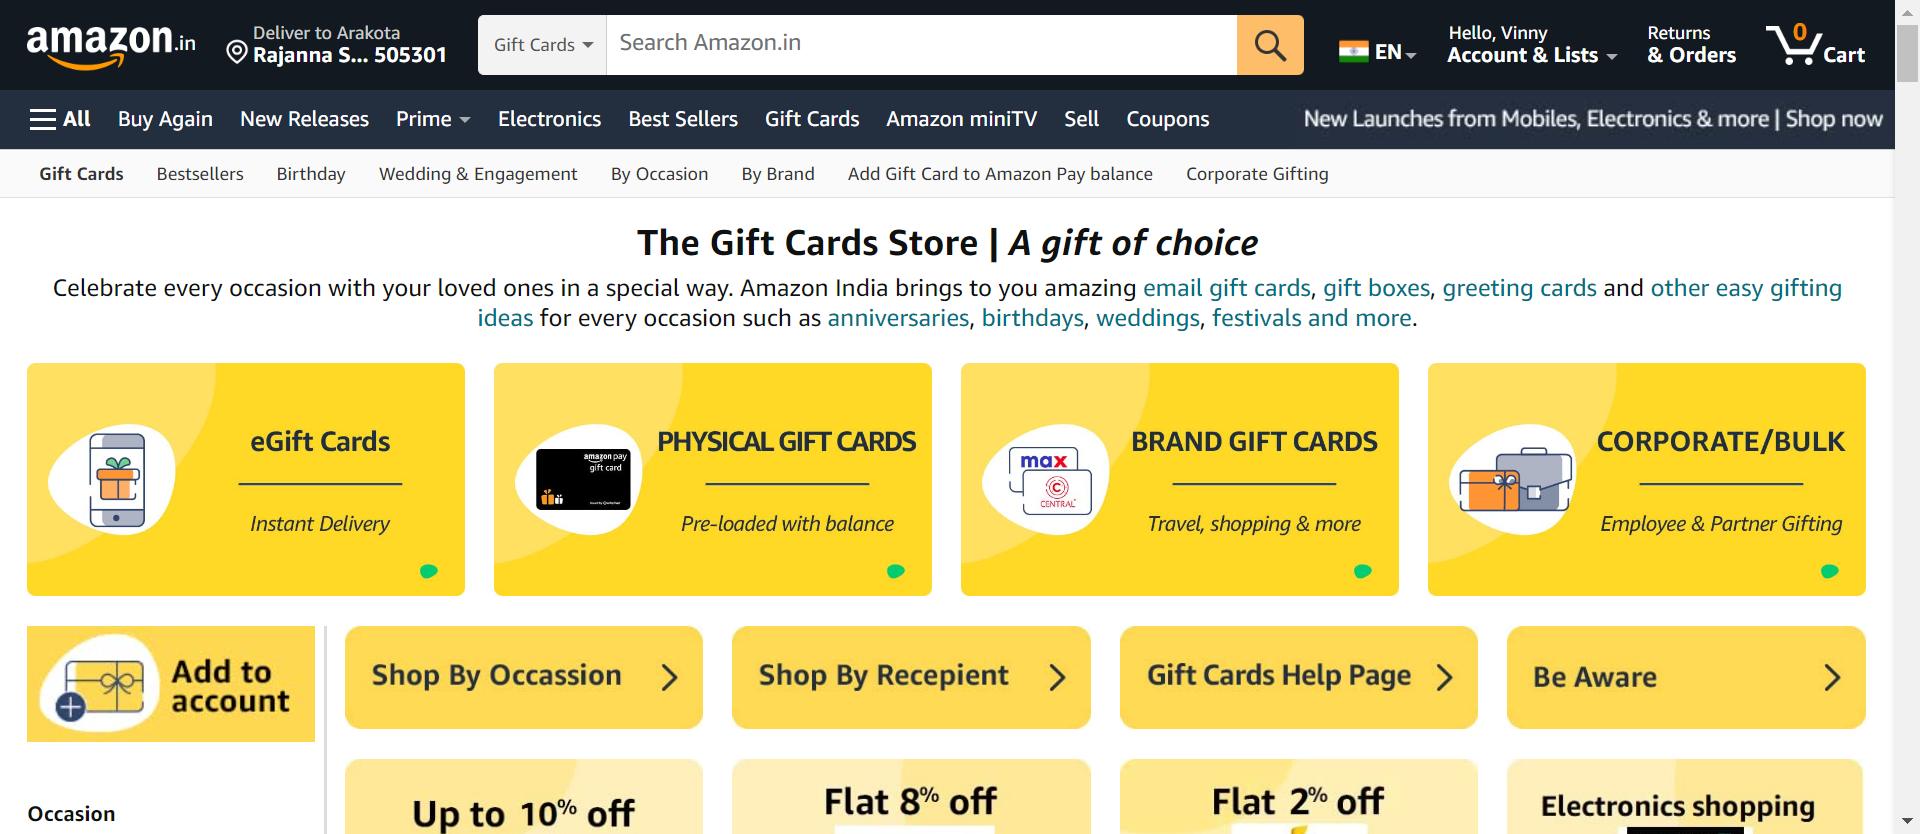 amazon.in
Deliver to Arakota
Rajanna S... 505301
Gift Cards
Search Amazon.in
EN
Hello, Vinny
Account & Lists
Returns
& Orders
0
Cart
All
Buy Again
New Releases
Prime
Electronics
Best Sellers
Gift Cards
Amazon miniTV
Sell
Coupons
New Launches from Mobiles, Electronics & more | Shop now
Gift Cards
Bestsellers
Birthday
Wedding & Engagement
By Occasion
By Brand
Add Gift Card to Amazon Pay balance
Corporate Gifting
The Gift Cards Store | A gift of choice
Celebrate every occasion with your loved ones in a special way. Amazon India brings to you amazing email gift cards, gift boxes, greeting cards and other easy gifting
ideas for every occasion such as anniversaries, birthdays, weddings, festivals and more.
eGift Cards
Instant Delivery
amazon pay
gift card
PHYSICAL GIFT CARDS
Pre-loaded with balance
max
C
CENTRAL
BRAND GIFT CARDS
Travel, shopping & more
CORPORATE/BULK
Employee & Partner Gifting
Add to
account
Shop By Occassion
Shop By Recepient
Gift Cards Help Page
Be Aware
Occasion
Up to 10% off
Flat 8% off
Flat 2% off
Electronics shopping